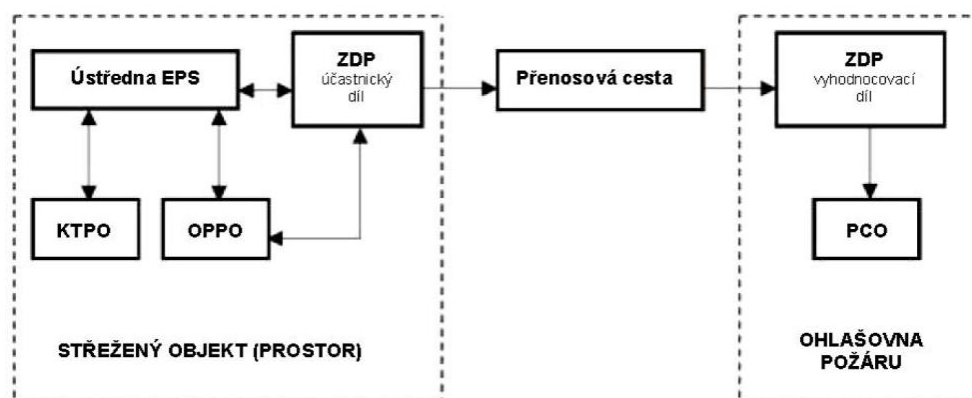 Ústředna EPS
ZDP
účastnický
díl
Přenosová cesta
ZDP
vyhodnocovací
díl
KTPO
OPPO
PCO
STŘEŽENÝ OBJEKT (PROSTOR)
OHLAŠOVNA
POŽÁRU